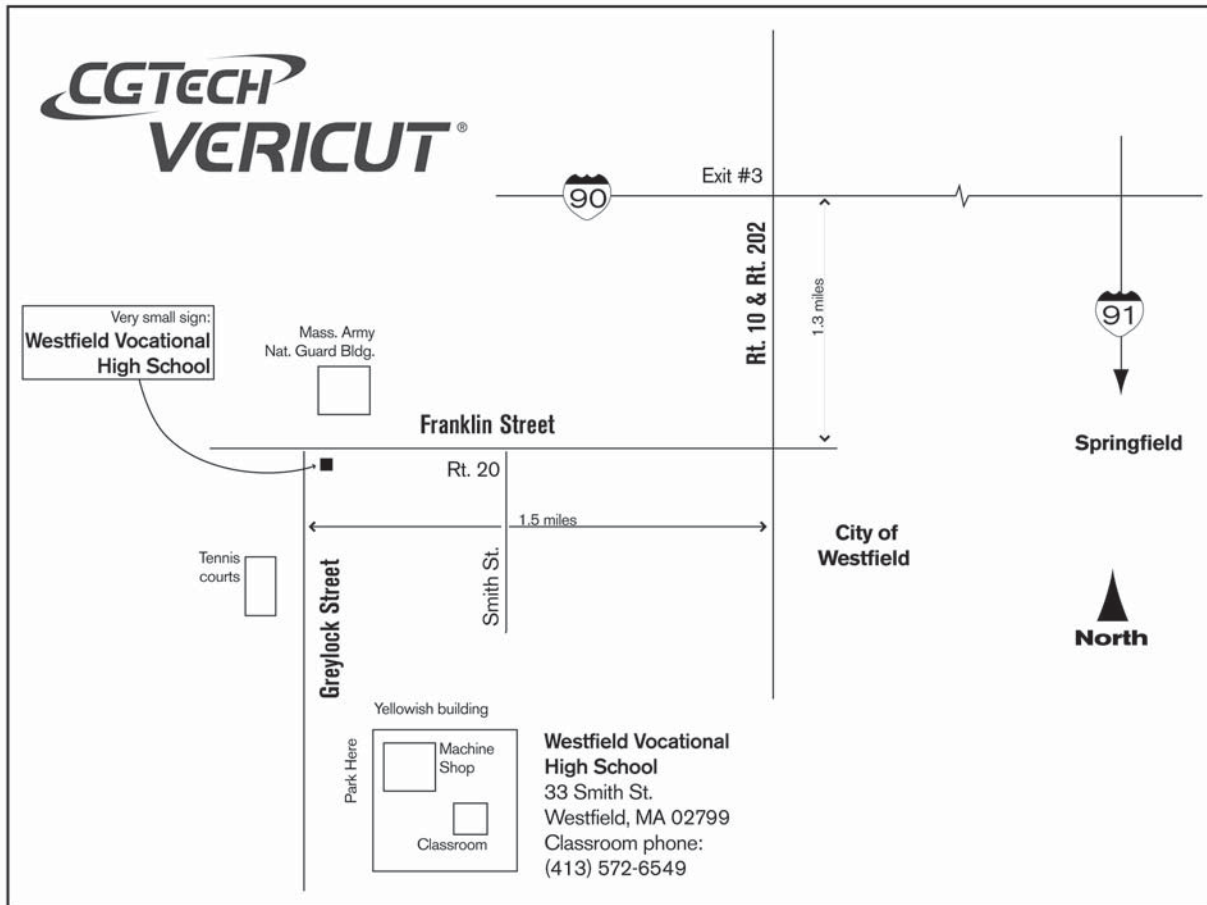 CGTECH
VERICUT®
Exit #3
90
Rt. 10 & Rt. 202
1.3 miles
91
Springfield
Very small sign:
Westfield Vocational
High School
Mass. Army
Nat. Guard Bldg.
Franklin Street
Rt. 20
1.5 miles
City of
Westfield
Tennis
courts
Greylock Street
Smith St.
North
Yellowish building
Park Here
Machine
Shop
Classroom
Westfield Vocational
High School
33 Smith St.
Westfield, MA 02799
Classroom phone:
(413) 572-6549